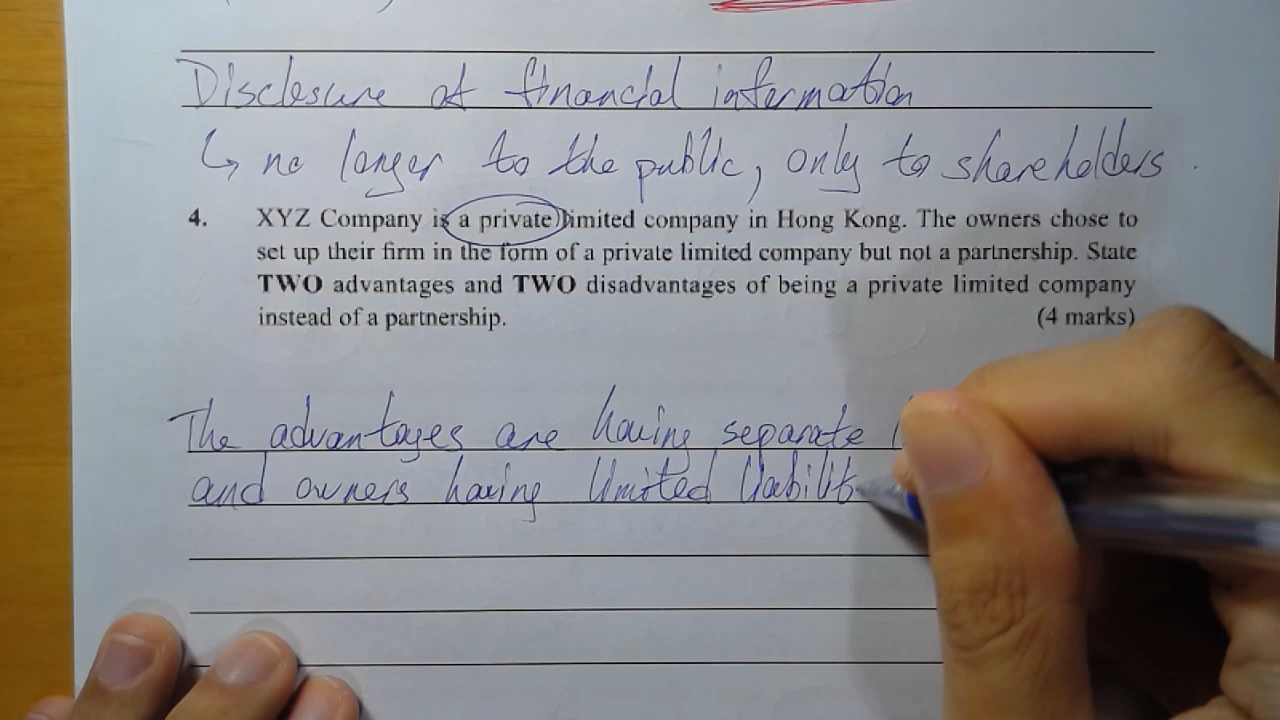 Disclosure of financial information
↳ no longer to the public, only to shareholders.
4. XYZ Company is a private limited company in Hong Kong. The owners chose to
set up their firm in the form of a private limited company but not a partnership. State
TWO advantages and TWO disadvantages of being a private limited company
instead of a partnership. (4 marks)
The advantages are having separate
and owners having limited